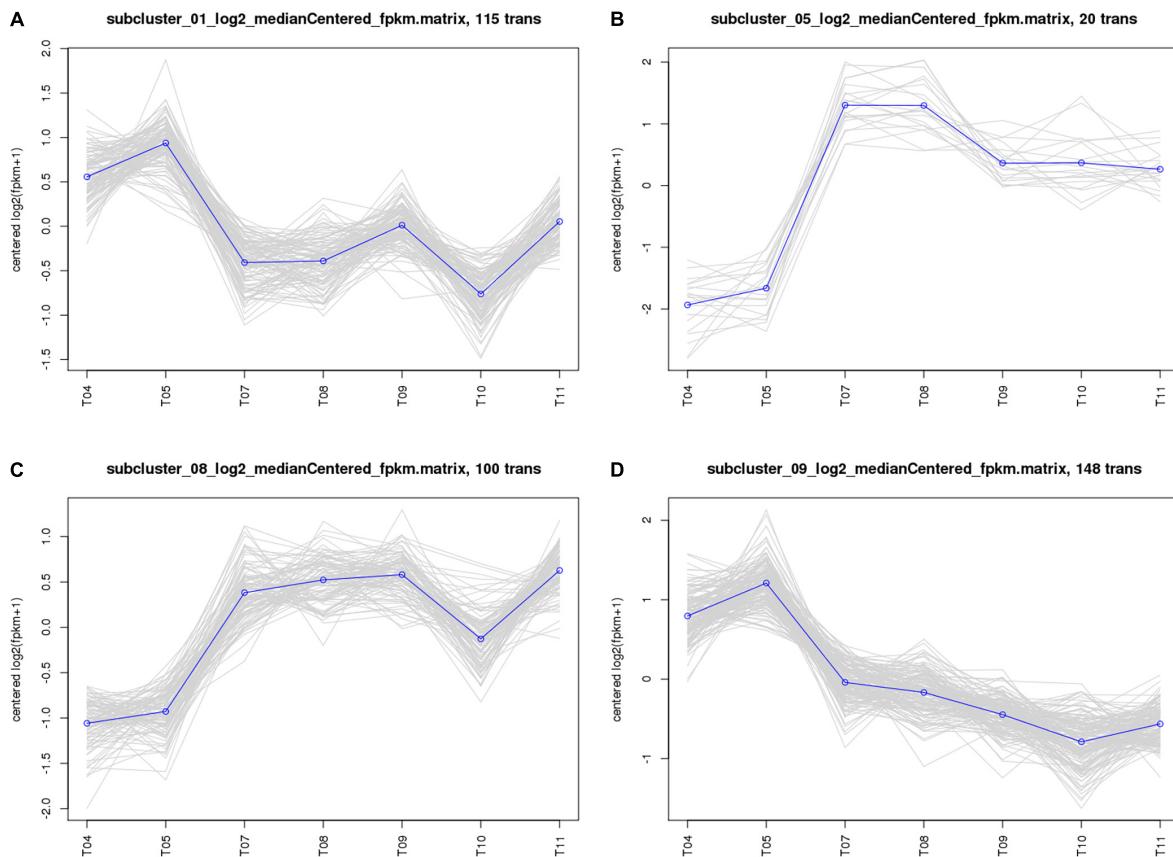 A
subcluster_01_log2_medianCentered_fpkm.matrix, 115 trans
centered log2(fpkm+1)
2.0
1.5
1.0
0.5
0.0
-0.5
-1.0
-1.5
T04
T05
T07
T08
T09
T10
T11
B
subcluster_05_log2_medianCentered_fpkm.matrix, 20 trans
centered log2(fpkm+1)
2
1
0
-1
-2
T04
T05
T07
T08
T09
T10
T11
C
subcluster_08_log2_medianCentered_fpkm.matrix, 100 trans
centered log2(fpkm+1)
1.0
0.5
0.0
-0.5
-1.0
-1.5
-2.0
T04
T05
T07
T08
T09
T10
T11
D
subcluster_09_log2_medianCentered_fpkm.matrix, 148 trans
centered log2(fpkm+1)
2
1
0
-1
T04
T05
T07
T08
T09
T10
T11